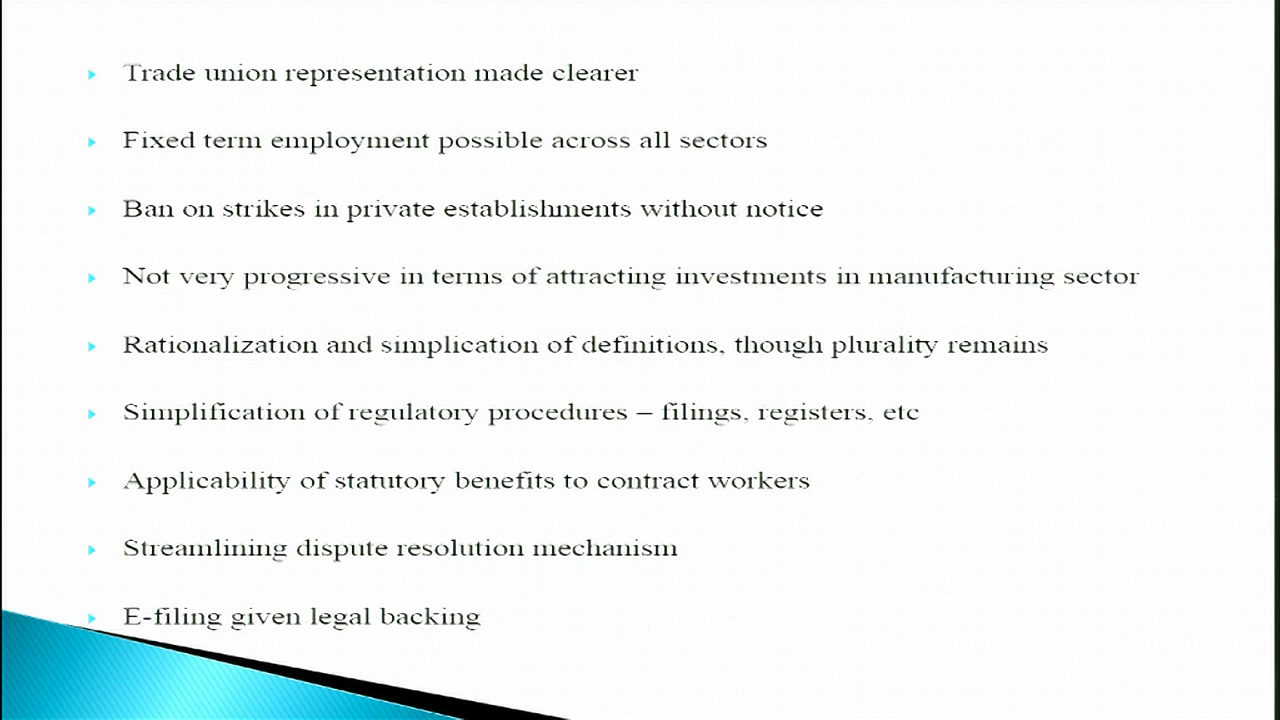 Trade union representation made clearer
Fixed term employment possible across all sectors
Ban on strikes in private establishments without notice
Not very progressive in terms of attracting investments in manufacturing sector
Rationalization and simplication of definitions, though plurality remains
Simplification of regulatory procedures – filings, registers, etc
Applicability of statutory benefits to contract workers
Streamlining dispute resolution mechanism
E-filing given legal backing